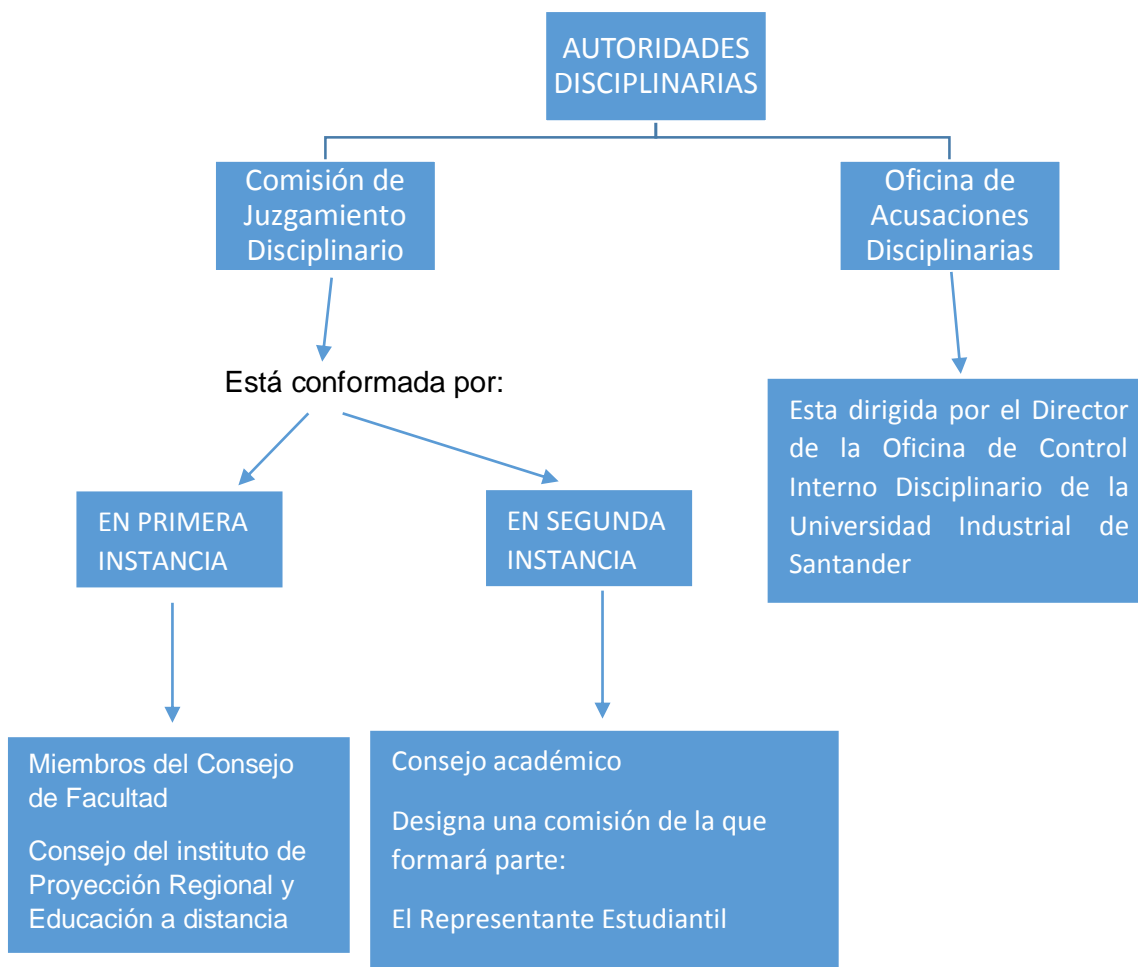 AUTORIDADES
DISCIPLINARIAS
Comisión de
Juzgamiento
Disciplinario
Oficina de
Acusaciones
Disciplinarias
Está conformada por:
Esta dirigida por el Director
de la Oficina de Control
Interno Disciplinario de la
Universidad Industrial de
Santander
EN PRIMERA
INSTANCIA
EN SEGUNDA
INSTANCIA
Miembros del Consejo
de Facultad
Consejo del instituto de
Proyección Regional y
Educación a distancia
Consejo académico
Designa una comisión de la que
formará parte:
El Representante Estudiantil